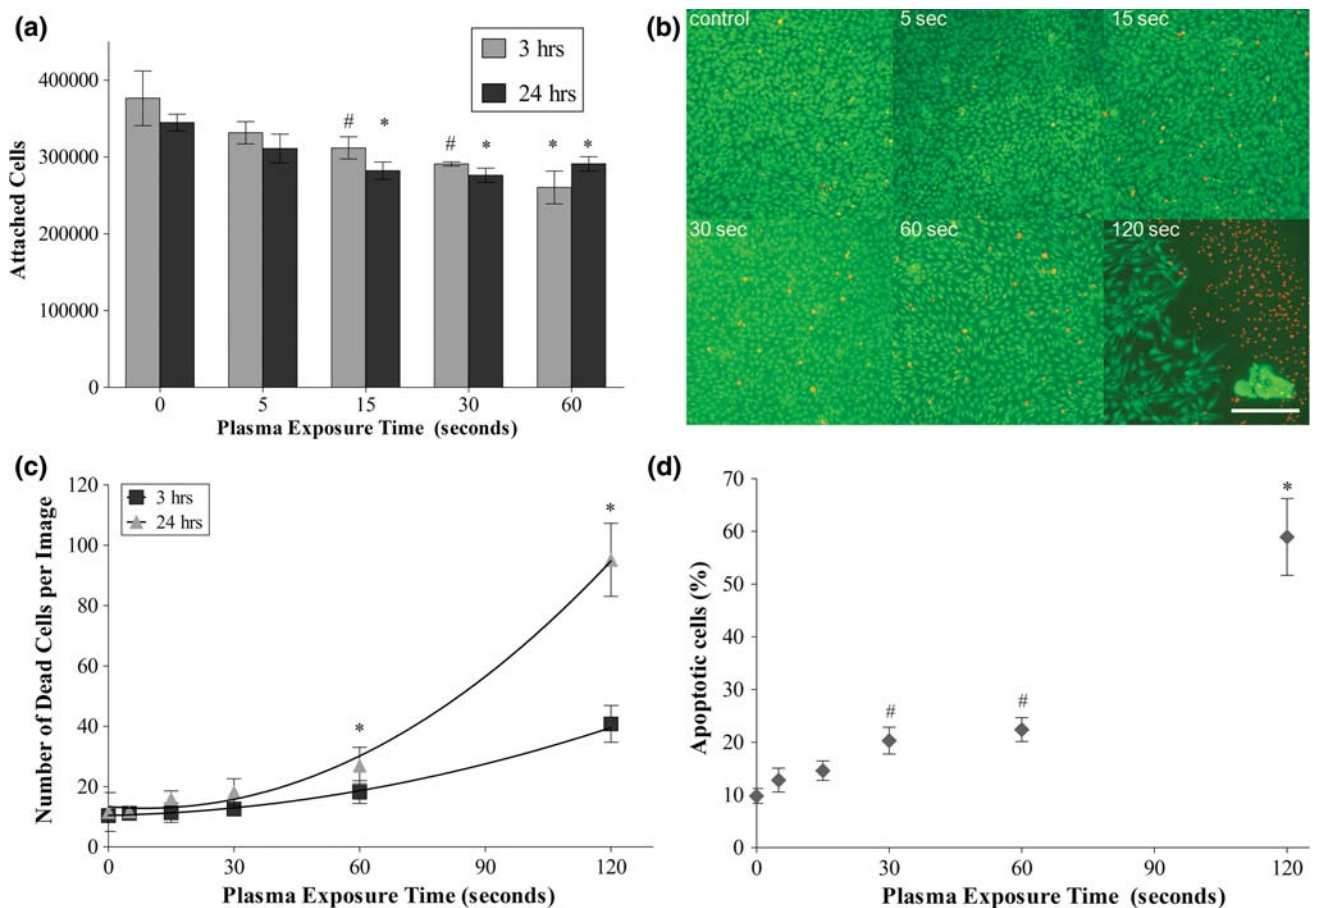 (a)
400000
300000
200000
100000
0
Attached Cells
3 hrs
24 hrs
# *
# *
* *
0 5 15 30 60
Plasma Exposure Time (seconds)
(b)
control 5 sec 15 sec
30 sec 60 sec 120 sec
(c)
120
100
80
60
40
20
0
Number of Dead Cells per Image
3 hrs
24 hrs
*
*
0 30 60 90 120
Plasma Exposure Time (seconds)
(d)
70
60
50
40
30
20
10
0
Apoptotic cells (%)
# # *
0 30 60 90 120
Plasma Exposure Time (seconds)